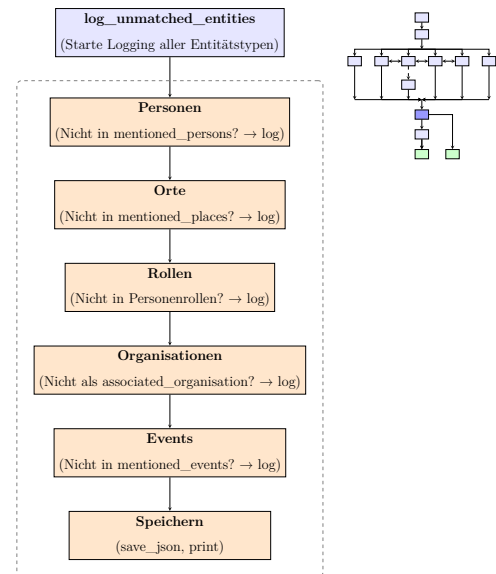 log_unmatched_entities
(Starte Logging aller Entitätstypen)
Personen
(Nicht in mentioned_persons? → log)
Orte
(Nicht in mentioned_places? → log)
Rollen
(Nicht in Personenrollen? → log)
Organisationen
(Nicht als associated_organisation? → log)
Events
(Nicht in mentioned_events? → log)
Speichern
(save_json, print)